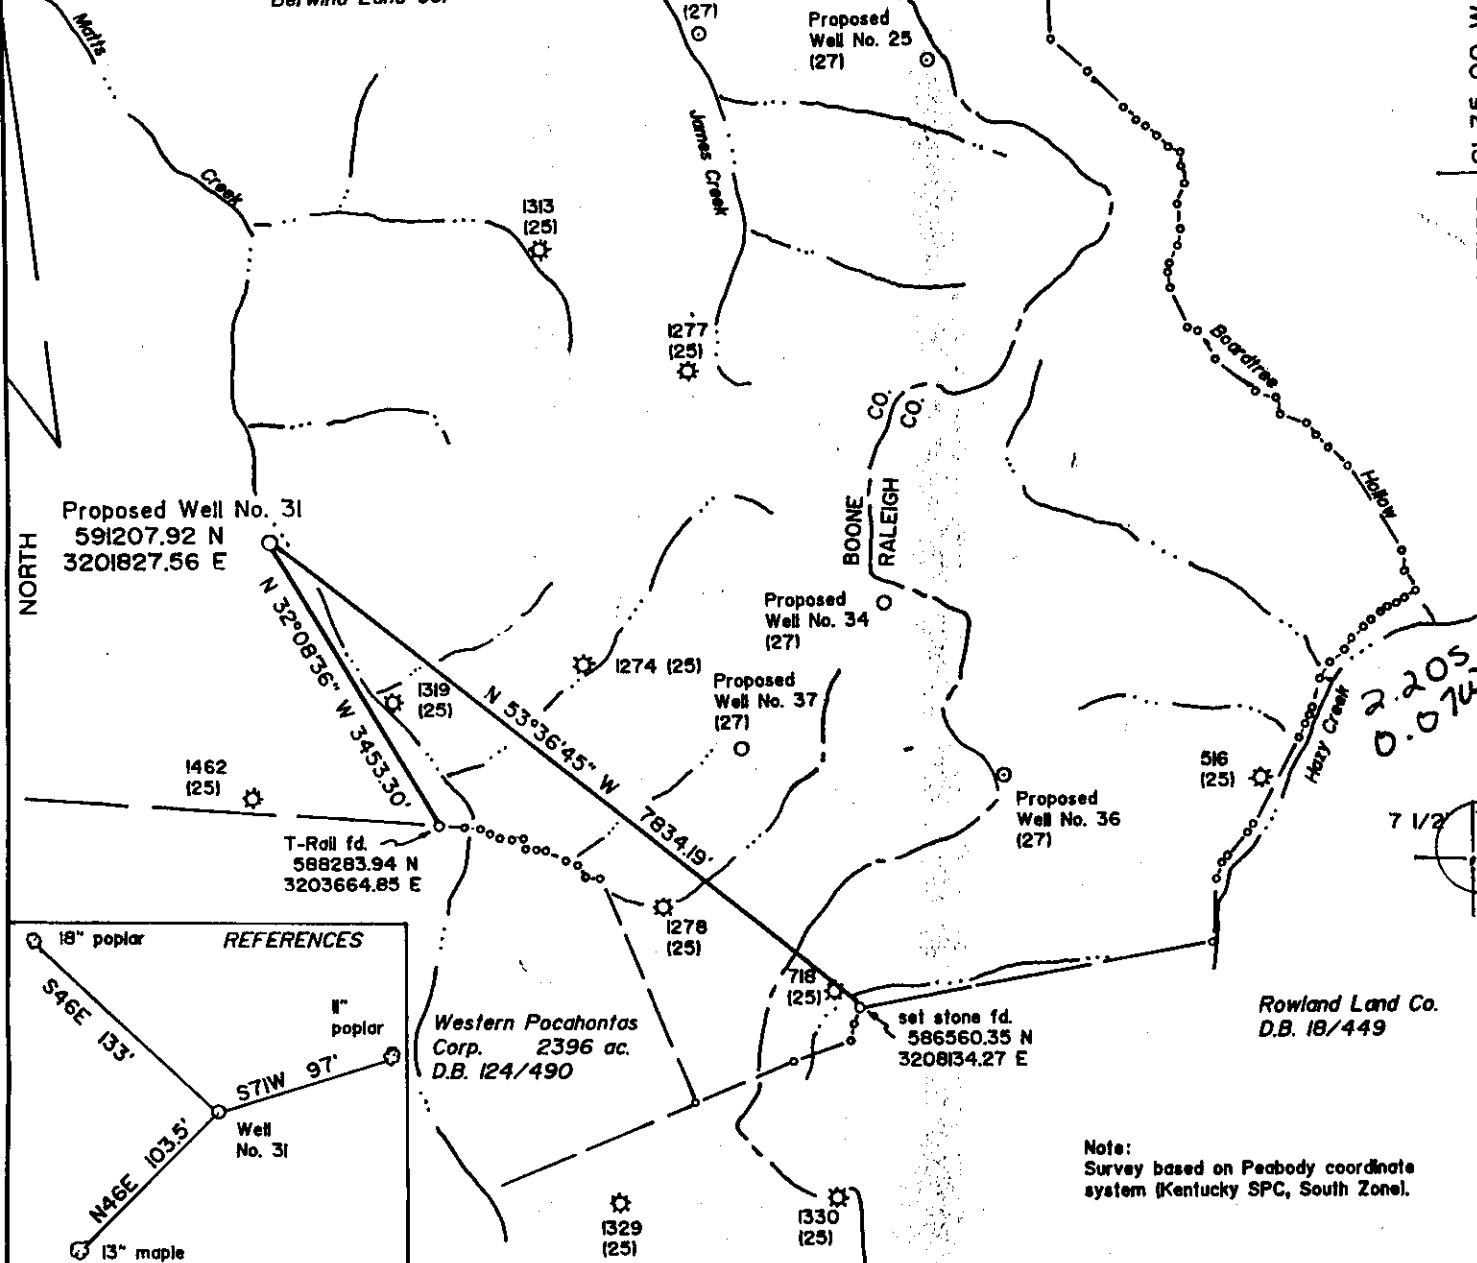 Berwind Land Co.
Matts
Creek
(27)
Proposed
Well No. 25
(27)
James Creek
1313
(25)
1277
(25)
Boardtree
Hollow
CO.
CO.
BOONE
RALEIGH
NORTH
Proposed Well No. 31
591207.92 N
3201827.56 E
N 32°08'36" W 3453.30'
N 53°36'45" W 7834.19'
Proposed
Well No. 34
(27)
1274 (25)
1319
(25)
Proposed
Well No. 37
(27)
1462
(25)
T-Rail fd.
588283.94 N
3203664.85 E
516
(25)
Hazy Creek
2.205
7 1/2'
Proposed
Well No. 36
(27)
1278
(25)
718
(25)
set stone fd.
586560.35 N
3208134.27 E
Rowland Land Co.
D.B. 18/449
Western Pocahontas
Corp. 2396 ac.
D.B. 124/490
REFERENCES
18" poplar
S46E 133'
11"
poplar
S71W 97'
Well
No. 31
N46E 103.5'
13" maple
1329
(25)
1330
(25)
Note:
Survey based on Peabody coordinate
system (Kentucky SPC, South Zone).